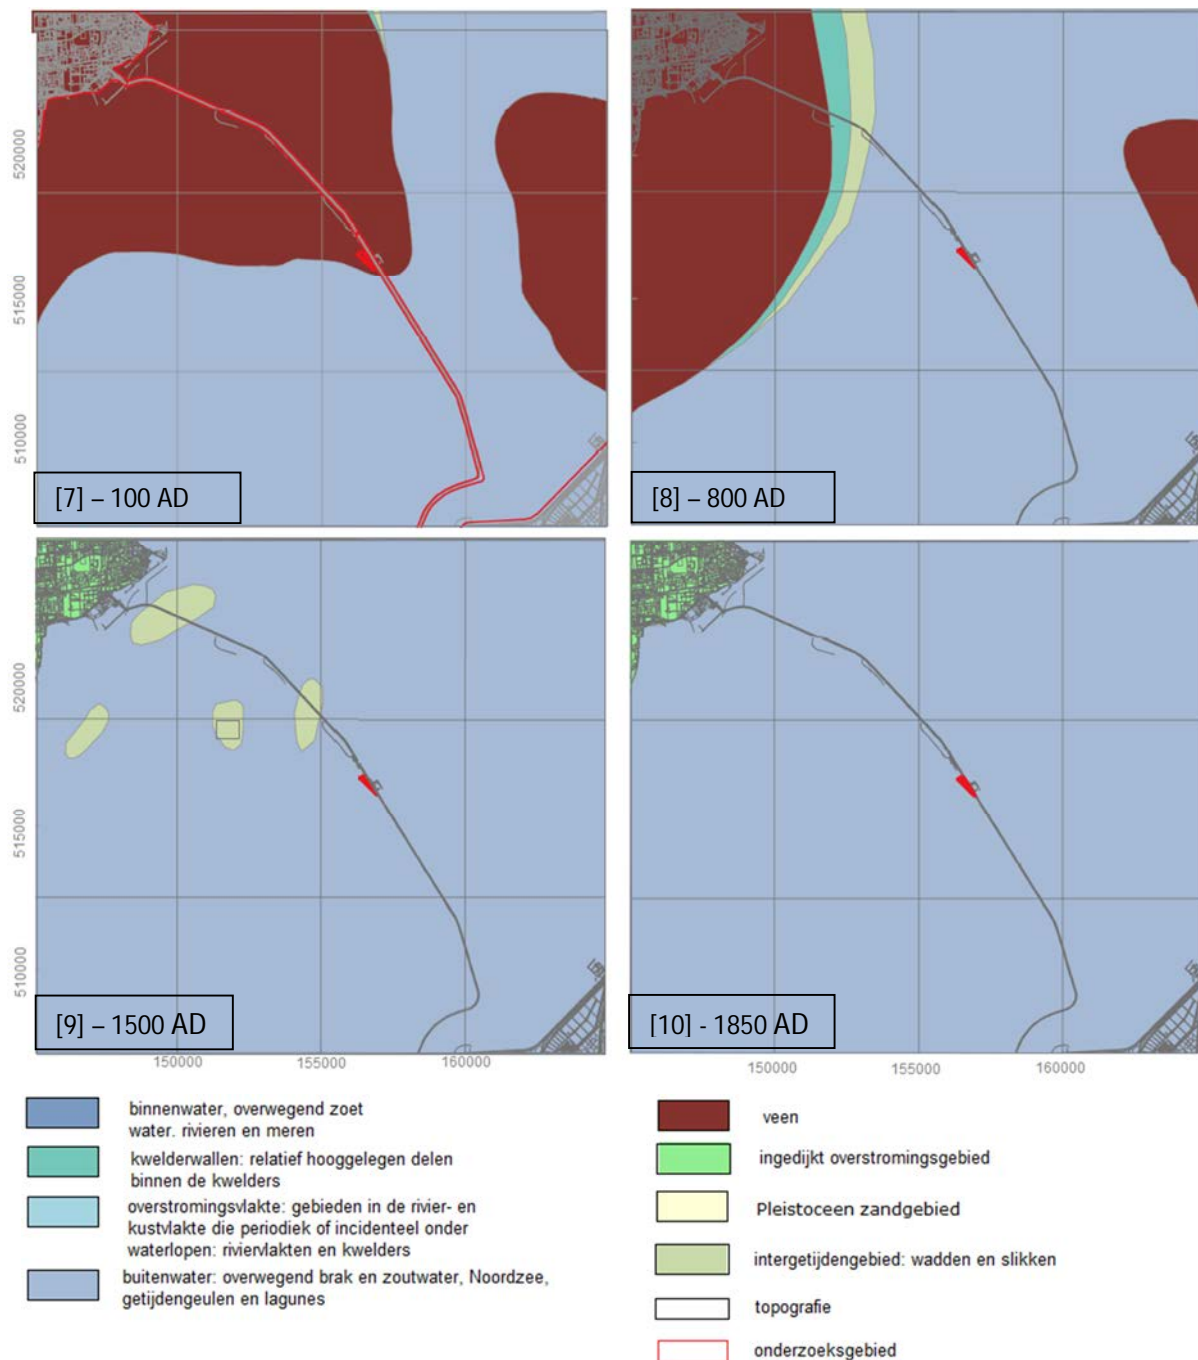 520000
515000
510000
[7] – 100 AD
[8] – 800 AD
520000
515000
510000
[9] – 1500 AD
[10] - 1850 AD
150000
155000
160000
150000
155000
160000
binnenwater, overwegend zoet
water. rivieren en meren
kwelderwallen: relatief hooggelegen delen
binnen de kwelders
overstromingsvlakte: gebieden in de rivier- en
kustvlakte die periodiek of incidenteel onder
waterlopen: riviervlakten en kwelders
buitenwater: overwegend brak en zoutwater, Noordzee,
getijdengeulen en lagunes
veen
ingedijkt overstromingsgebied
Pleistoceen zandgebied
intergetijdengebied: wadden en slikken
topografie
onderzoeksgebied